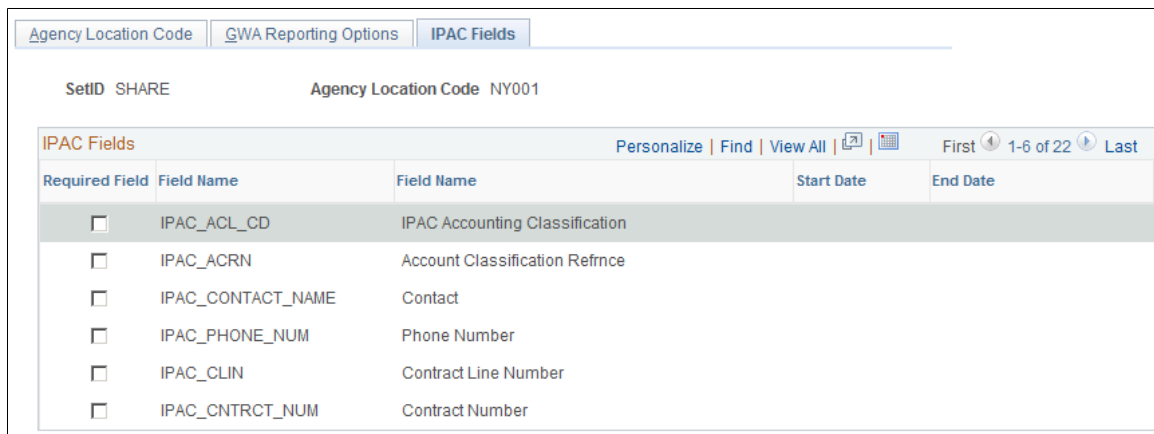 Agency Location Code GWA Reporting Options IPAC Fields
SetID SHARE Agency Location Code NY001
IPAC Fields Personalize | Find | View All | | First 1-6 of 22 Last
Required Field Field Name Field Name Start Date End Date
IPAC_ACL_CD IPAC Accounting Classification
IPAC_ACRN Account Classification Refrnce
IPAC_CONTACT_NAME Contact
IPAC_PHONE_NUM Phone Number
IPAC_CLIN Contract Line Number
IPAC_CNTRCT_NUM Contract Number